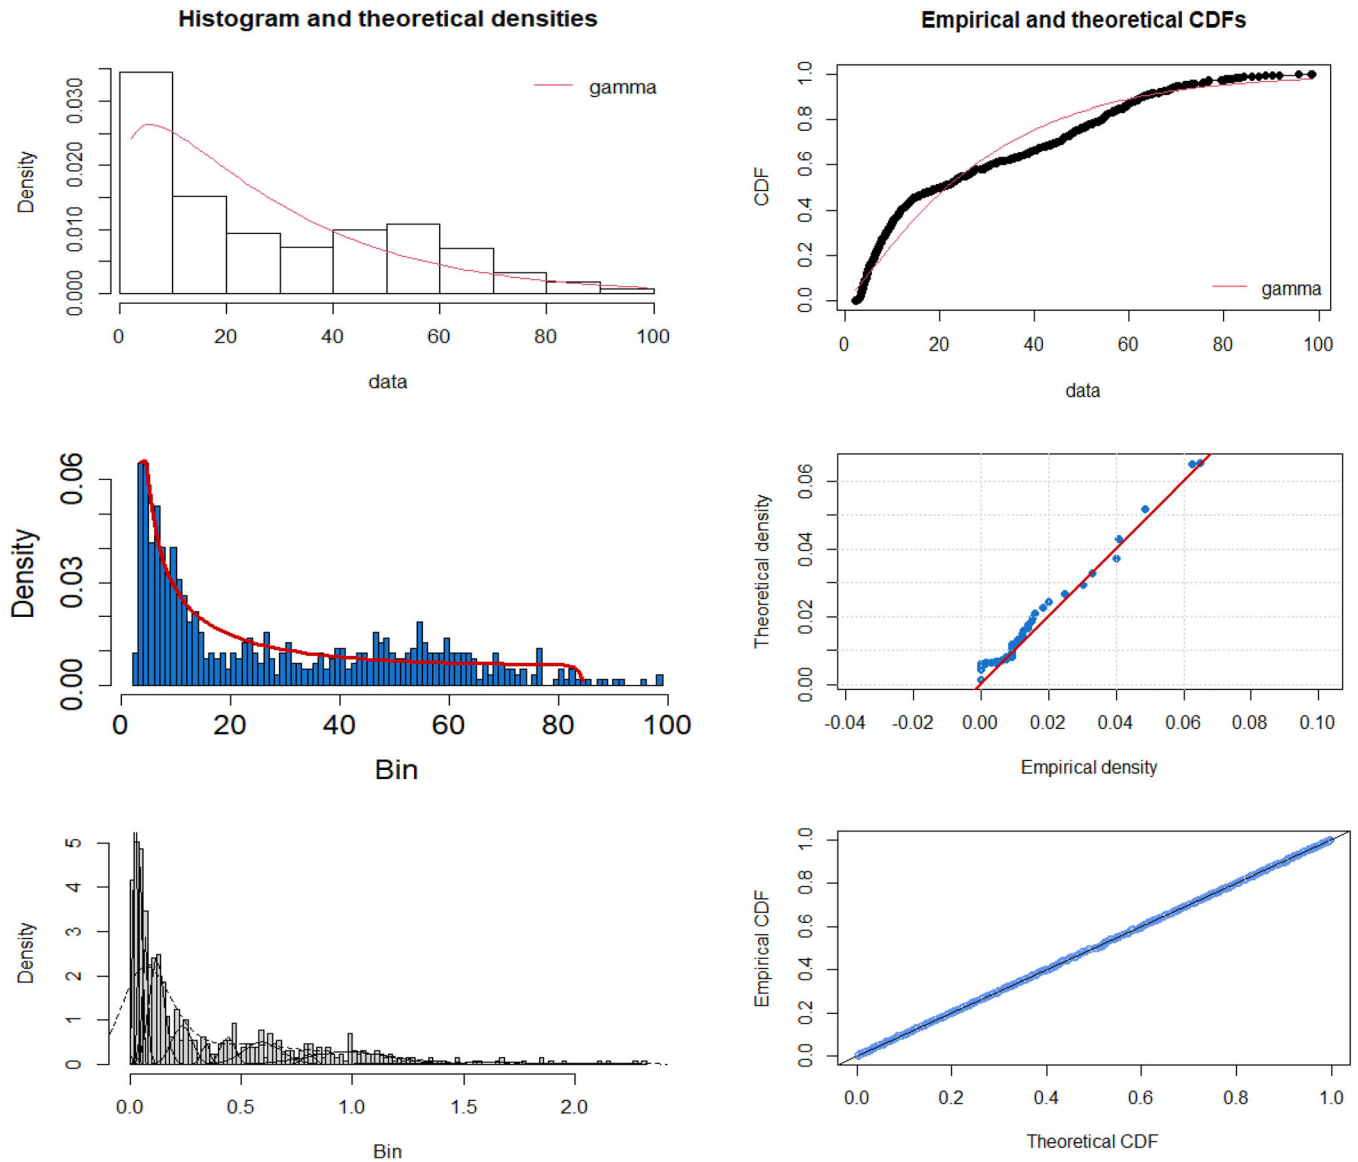 Histogram and theoretical densities
gamma
Density
0.000 0.010 0.020 0.030
0 20 40 60 80 100
data
Empirical and theoretical CDFs
CDF
0.0 0.2 0.4 0.6 0.8 1.0
gamma
0 20 40 60 80 100
data
Density
0.00 0.03 0.06
0 20 40 60 80 100
Bin
Theoretical density
0.00 0.02 0.04 0.06
-0.04 -0.02 0.00 0.02 0.04 0.06 0.08 0.10
Empirical density
Density
0 1 2 3 4 5
0.0 0.5 1.0 1.5 2.0
Bin
Empirical CDF
0.0 0.2 0.4 0.6 0.8 1.0
0.0 0.2 0.4 0.6 0.8 1.0
Theoretical CDF